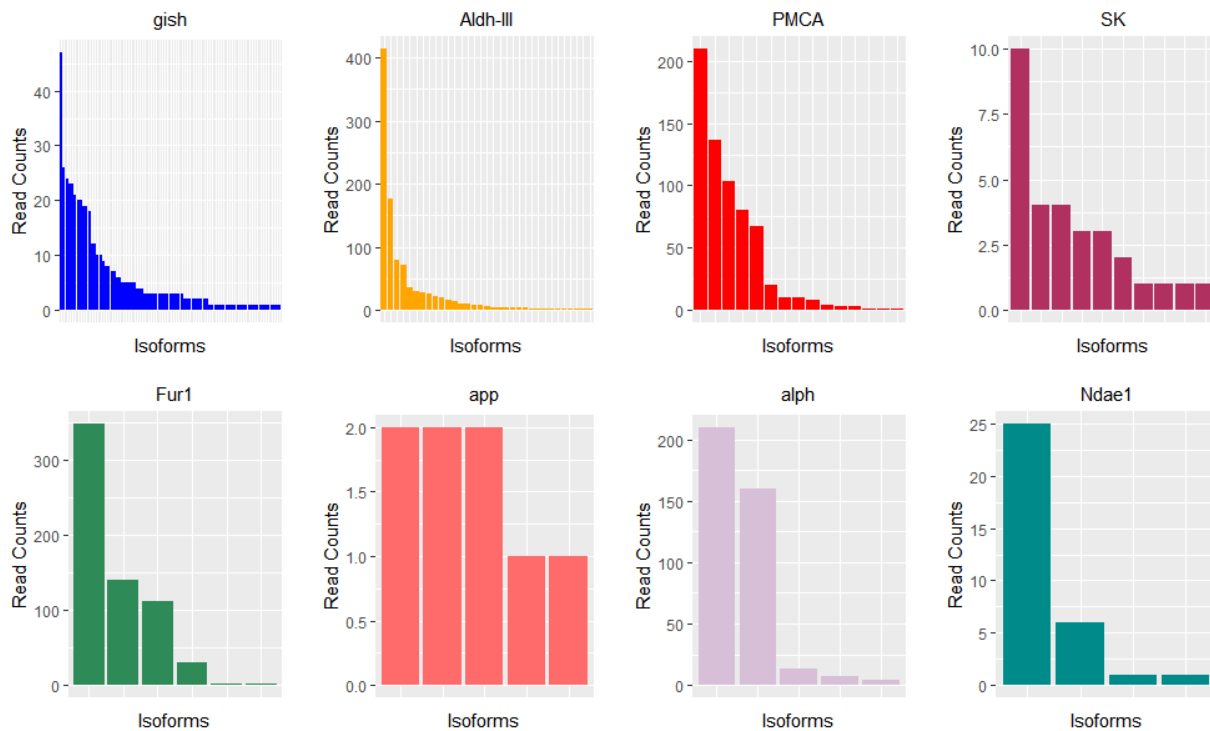 gish
Aldh-III
PMCA
SK
Read Counts
40
30
20
10
0
Isoforms
Read Counts
400
300
200
100
0
Isoforms
Read Counts
200
150
100
50
0
Isoforms
Read Counts
10.0
7.5
5.0
2.5
0.0
Isoforms
Fur1
app
alph
Ndae1
Read Counts
300
200
100
0
Isoforms
Read Counts
2.0
1.5
1.0
0.5
0.0
Isoforms
Read Counts
200
150
100
50
0
Isoforms
Read Counts
25
20
15
10
5
0
Isoforms